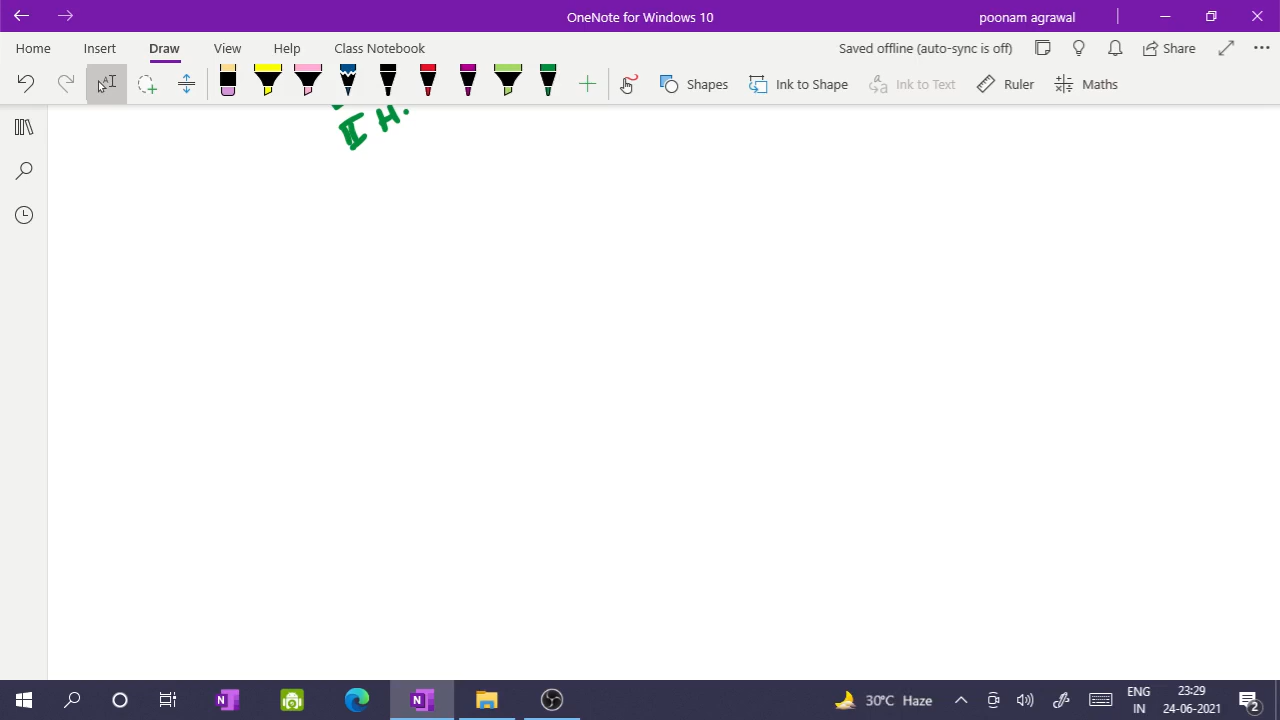 OneNote for Windows 10
poonam agrawal
Home Insert Draw View Help Class Notebook
Saved offline (auto-sync is off) Share
Shapes Ink to Shape Ink to Text Ruler Maths
II H.
30°C Haze
ENG
IN
23:29
24-06-2021
2